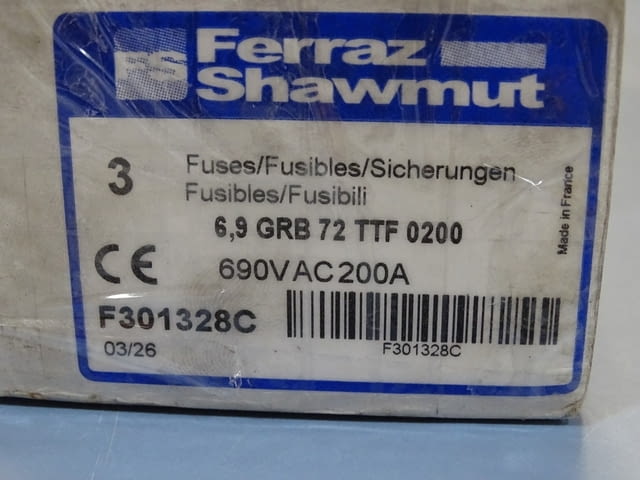 FS Ferraz
Shawmut
3 Fuses/Fusibles/Sicherungen
Fusibles/Fusibili
6,9 GRB 72 TTF 0200
690VAC200A
CE
F301328C
03/26
F301328C
Made in France